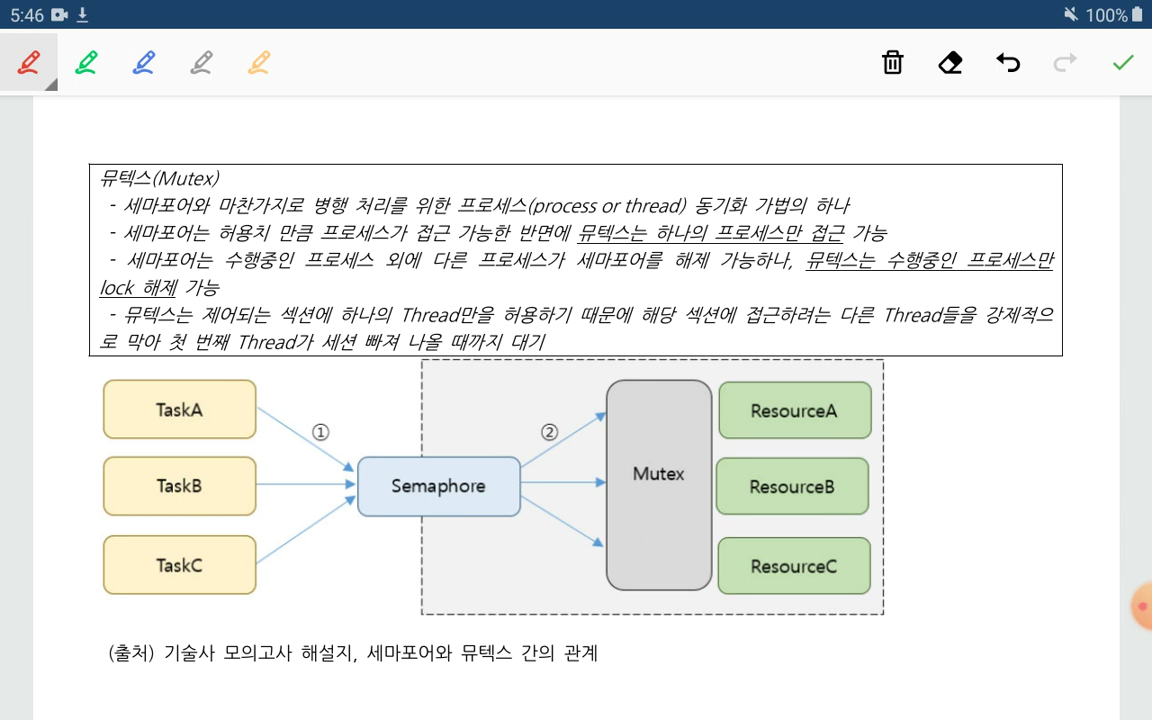 5:46
100%
뮤텍스(Mutex)
- 세마포어와 마찬가지로 병행 처리를 위한 프로세스(process or thread) 동기화 가법의 하나
- 세마포어는 허용치 만큼 프로세스가 접근 가능한 반면에 뮤텍스는 하나의 프로세스만 접근 가능
- 세마포어는 수행중인 프로세스 외에 다른 프로세스가 세마포어를 해제 가능하나, 뮤텍스는 수행중인 프로세스만
lock 해제 가능
- 뮤텍스는 제어되는 섹션에 하나의 Thread만을 허용하기 때문에 해당 섹션에 접근하려는 다른 Thread들을 강제적으
로 막아 첫 번째 Thread가 세션 빠져 나올 때까지 대기
TaskA
①
②
ResourceA
TaskB
Semaphore
Mutex
ResourceB
TaskC
ResourceC
(출처) 기술사 모의고사 해설지, 세마포어와 뮤텍스 간의 관계